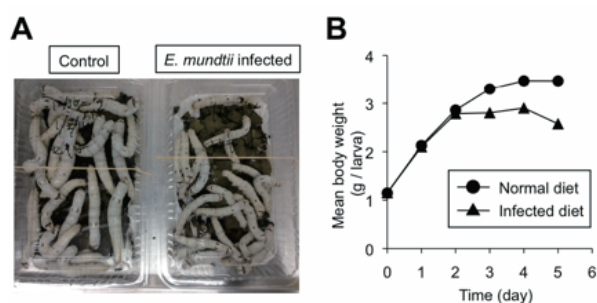 A
Control
E. mundtii infected
B
Mean body weight
(g / larva)
4
3
2
1
0
0 1 2 3 4 5 6
Time (day)
Normal diet
Infected diet